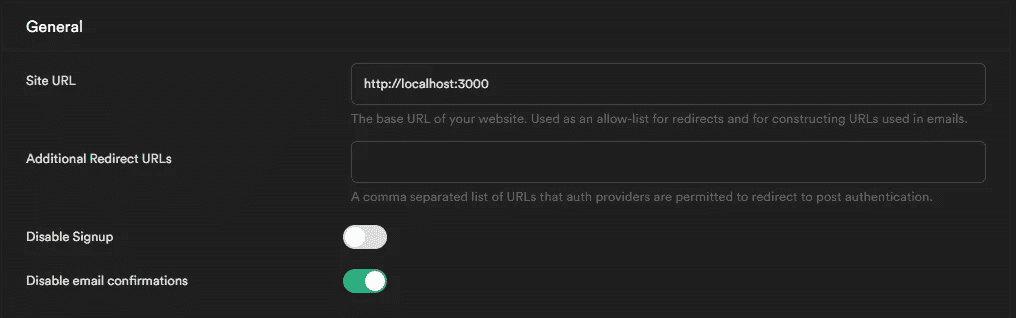 General
Site URL
http://localhost:3000
The base URL of your website. Used as an allow-list for redirects and for constructing URLs used in emails.
Additional Redirect URLs
A comma separated list of URLs that auth providers are permitted to redirect to post authentication.
Disable Signup
Disable email confirmations